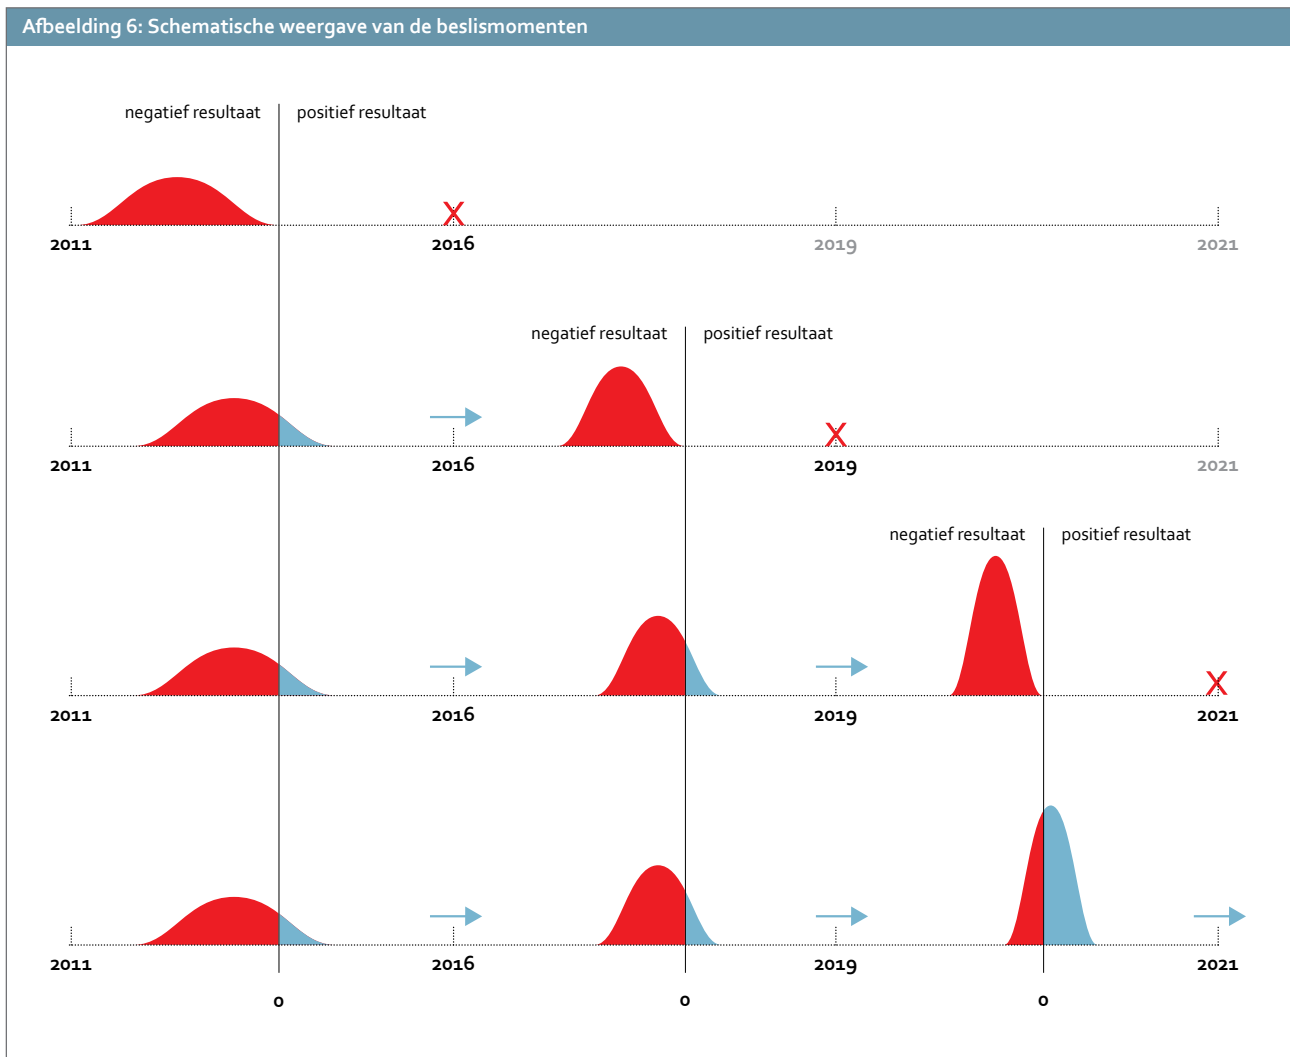 Afbeelding 6: Schematische weergave van de beslismomenten
negatief resultaat positief resultaat
X
2011 2016 2019 2021
negatief resultaat positief resultaat
X
2011 2016 2019 2021
negatief resultaat positief resultaat
X
2011 2016 2019 2021
2011 2016 2019 2021
0 0 0